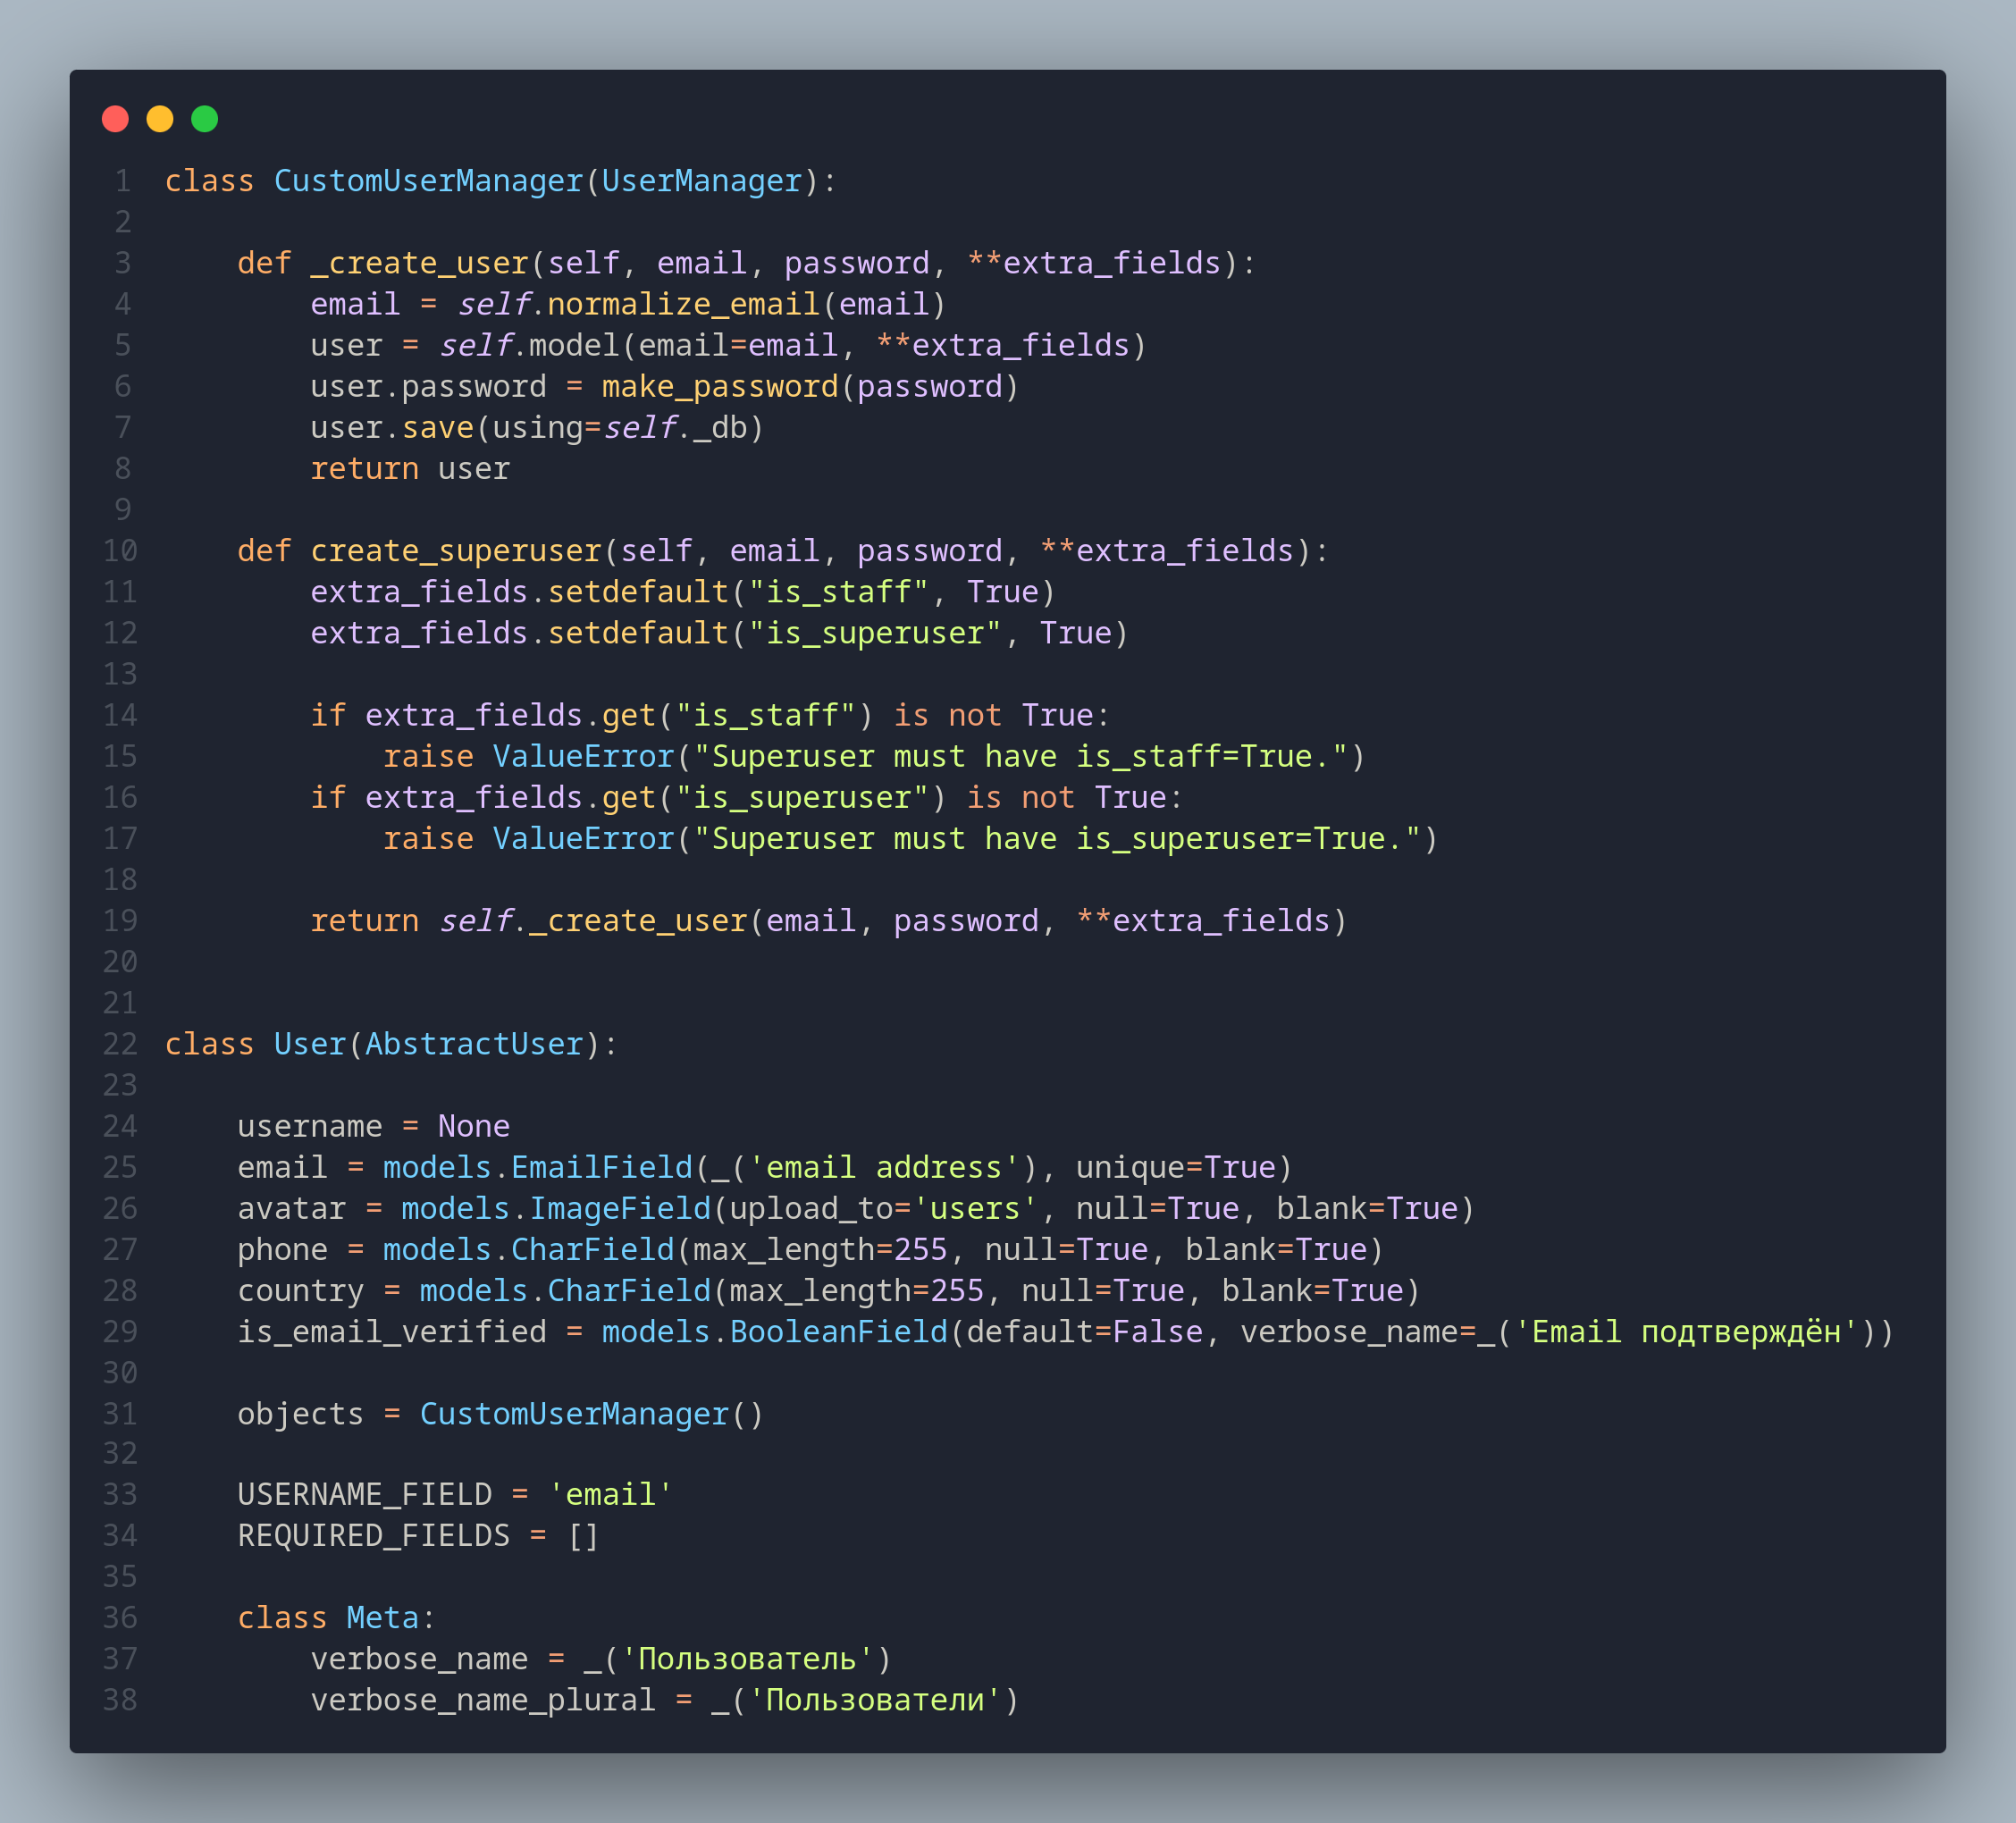 1 class CustomUserManager(UserManager):
2
3     def _create_user(self, email, password, **extra_fields):
4         email = self.normalize_email(email)
5         user = self.model(email=email, **extra_fields)
6         user.password = make_password(password)
7         user.save(using=self._db)
8         return user
9
10     def create_superuser(self, email, password, **extra_fields):
11         extra_fields.setdefault("is_staff", True)
12         extra_fields.setdefault("is_superuser", True)
13
14         if extra_fields.get("is_staff") is not True:
15             raise ValueError("Superuser must have is_staff=True.")
16         if extra_fields.get("is_superuser") is not True:
17             raise ValueError("Superuser must have is_superuser=True.")
18
19         return self._create_user(email, password, **extra_fields)
20
21
22 class User(AbstractUser):
23
24     username = None
25     email = models.EmailField(_('email address'), unique=True)
26     avatar = models.ImageField(upload_to='users', null=True, blank=True)
27     phone = models.CharField(max_length=255, null=True, blank=True)
28     country = models.CharField(max_length=255, null=True, blank=True)
29     is_email_verified = models.BooleanField(default=False, verbose_name=_('Email подтверждён'))
30
31     objects = CustomUserManager()
32
33     USERNAME_FIELD = 'email'
34     REQUIRED_FIELDS = []
35
36     class Meta:
37         verbose_name = _('Пользователь')
38         verbose_name_plural = _('Пользователи')